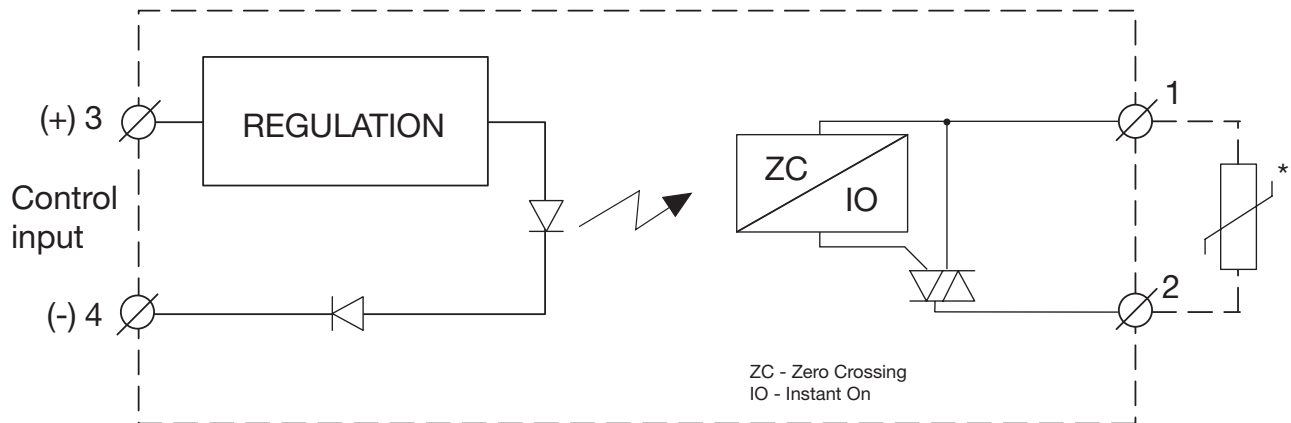 (+) 3
REGULATION
Control
input
(-) 4
ZC
IO
1
*
2
ZC - Zero Crossing
IO - Instant On